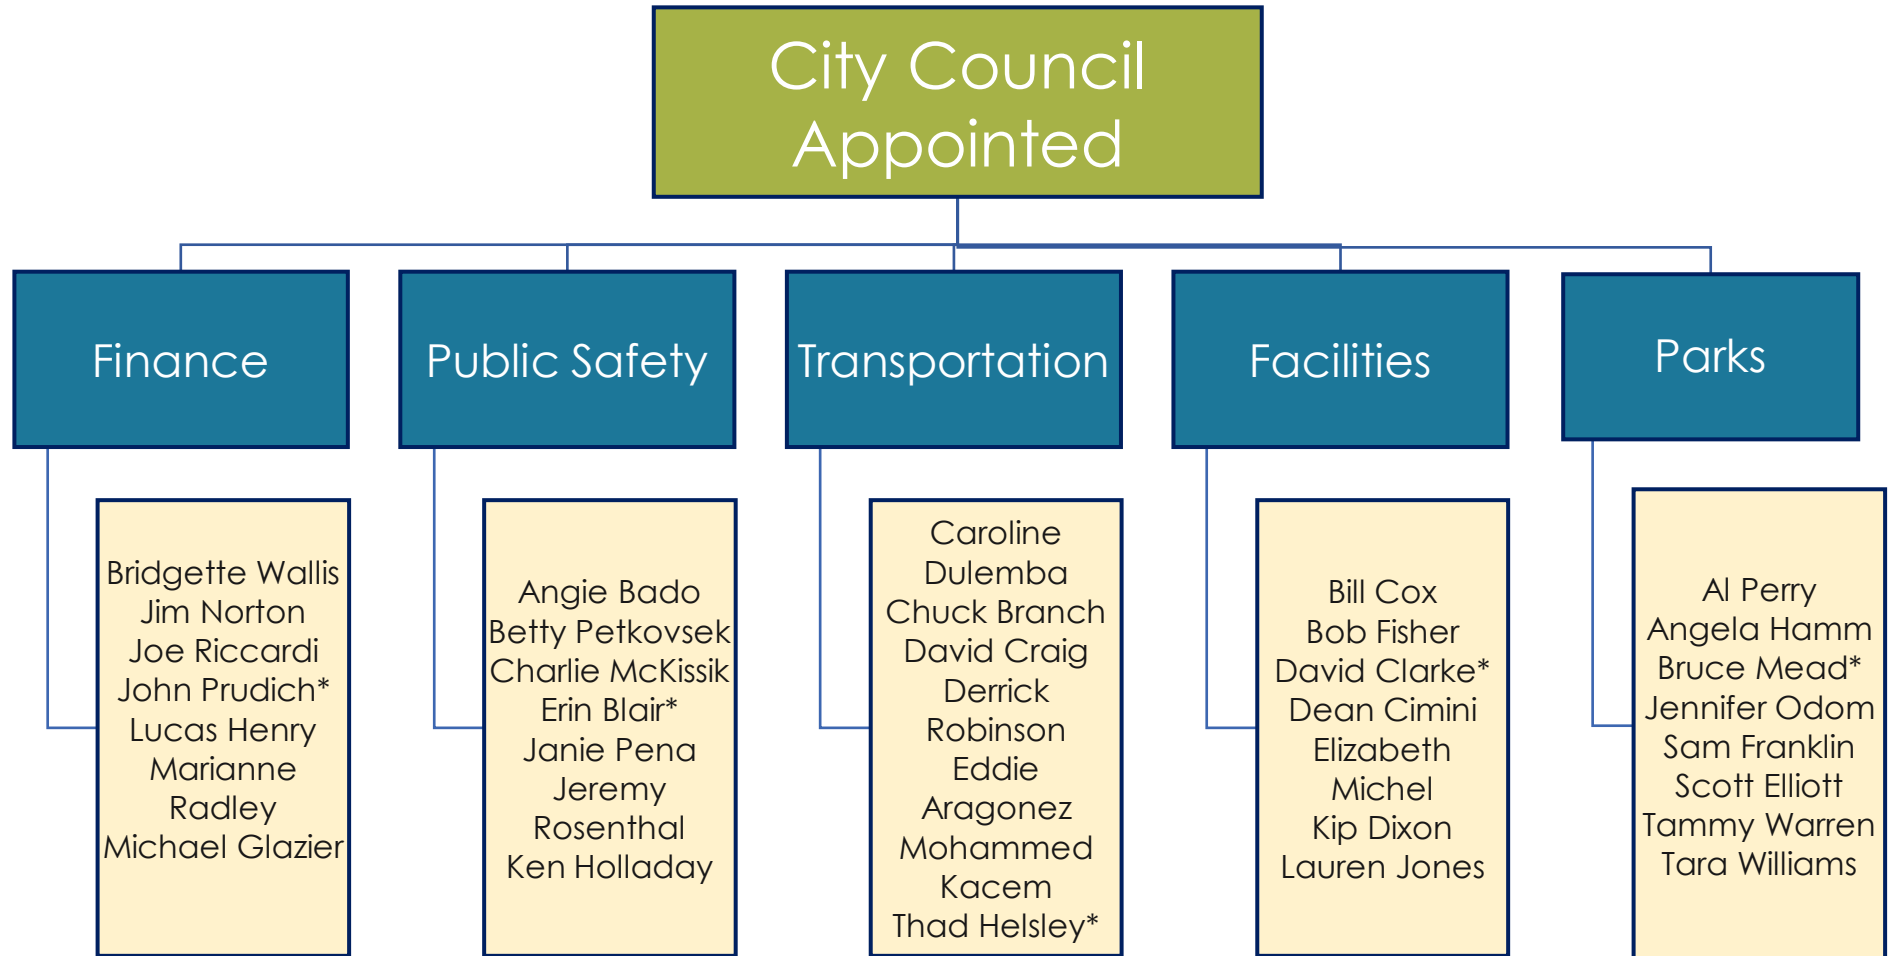 City Council
Appointed
Finance
Public Safety
Transportation
Facilities
Parks
Bridgette Wallis
Jim Norton
Joe Riccardi
John Prudich*
Lucas Henry
Marianne
Radley
Michael Glazier
Angie Bado
Betty Petkovsek
Charlie McKissik
Erin Blair*
Janie Pena
Jeremy
Rosenthal
Ken Holladay
Caroline
Dulemba
Chuck Branch
David Craig
Derrick
Robinson
Eddie
Aragonez
Mohammed
Kacem
Thad Helsley*
Bill Cox
Bob Fisher
David Clarke*
Dean Cimini
Elizabeth
Michel
Kip Dixon
Lauren Jones
Al Perry
Angela Hamm
Bruce Mead*
Jennifer Odom
Sam Franklin
Scott Elliott
Tammy Warren
Tara Williams